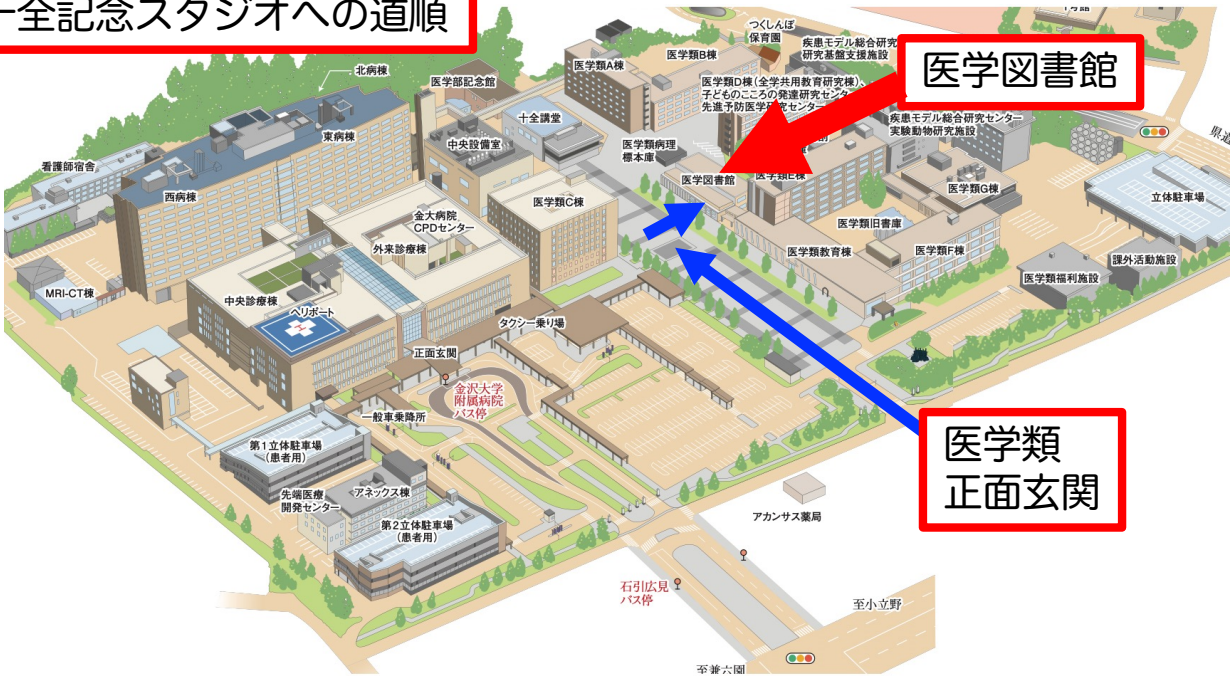 十全記念スタジオへの道順
つくしんぼ
保育園
疾患モデル総合研究
研究基盤支援施設
医学図書館
北病棟
医学部記念館
医学類A棟
医学類B棟
医学類D棟(全学共用教育研究棟)、
子どものこころの発達研究センター
先進予防医学研究センター
疾患モデル総合研究センター
実験動物研究施設
県道
東病棟
中央設備室
十全講堂
医学類病理
標本庫
看護師宿舎
西病棟
医学図書館
医学類E棟
医学類G棟
立体駐車場
医学類C棟
金大病院
CPDセンター
外来診療棟
医学類旧書庫
医学類教育棟
医学類F棟
課外活動施設
医学類福利施設
MRI-CT棟
中央診療棟
ヘリポート
タクシー乗り場
正面玄関
金沢大学
附属病院
バス停
一般車乗降所
第1立体駐車場
(患者用)
医学類
正面玄関
先端医療
開発センター
アネックス棟
第2立体駐車場
(患者用)
アカンサス薬局
石引広見
バス停
至小立野
至兼六園